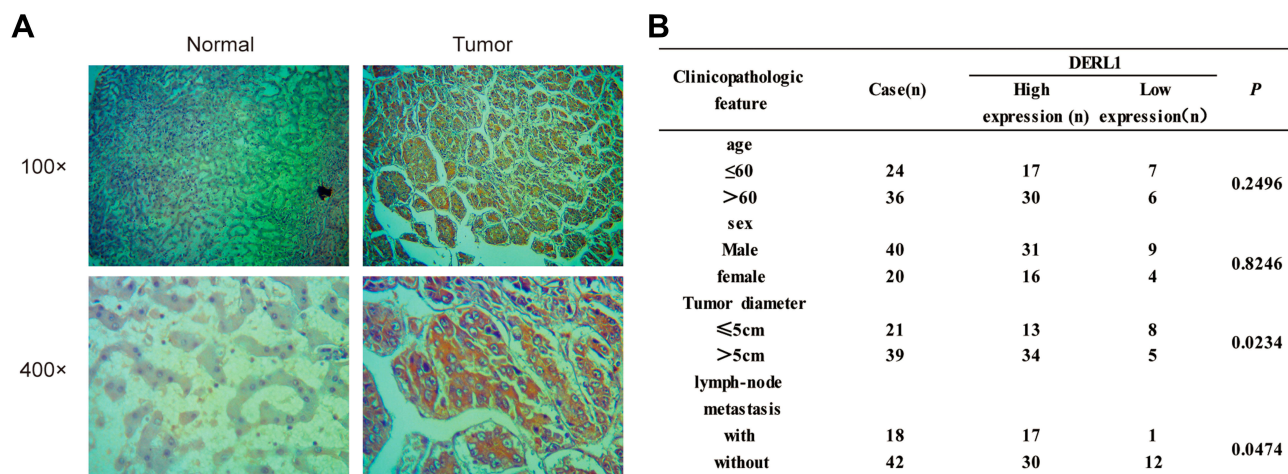 A
Normal
Tumor
100×
400×
B
Clinicopathologic feature
Case(n)
DERL1
High expression (n)
Low expression(n)
P
age
≤60 24 17 7
>60 36 30 6
0.2496
sex
Male 40 31 9
female 20 16 4
0.8246
Tumor diameter
≤5cm 21 13 8
>5cm 39 34 5
0.0234
lymph-node
metastasis
with 18 17 1
without 42 30 12
0.0474